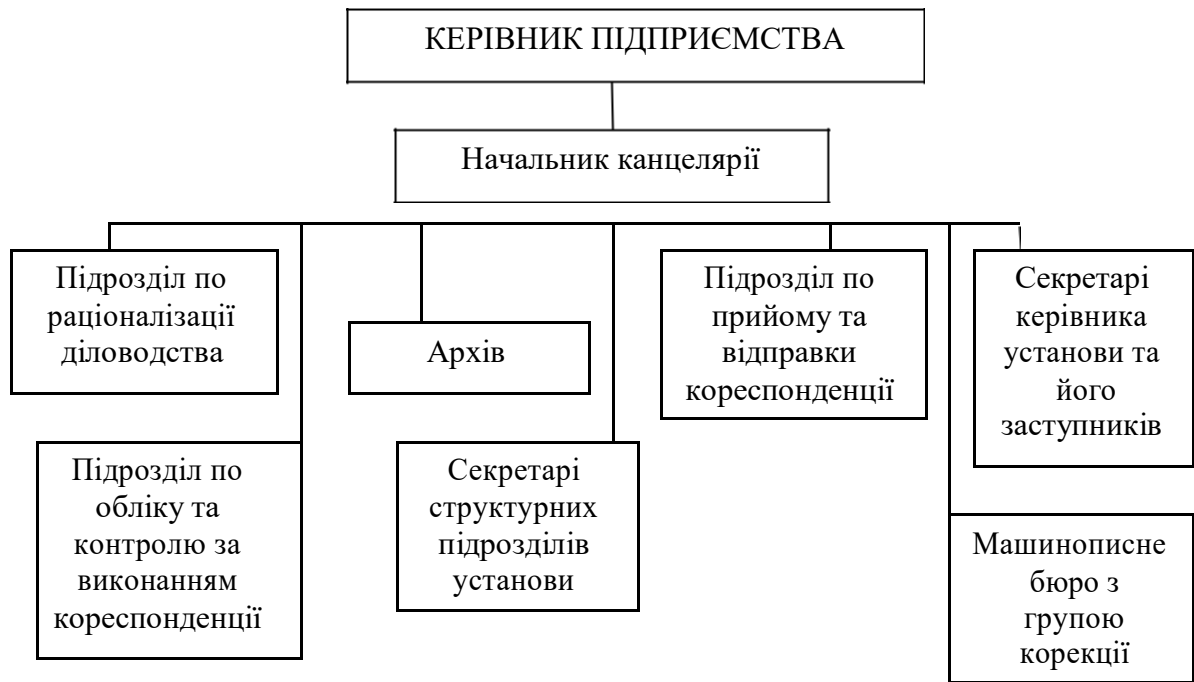 КЕРІВНИК ПІДПРИЄМСТВА
Начальник канцелярії
Підрозділ по
раціоналізації
діловодства
Архів
Підрозділ по
прийому та
відправки
кореспонденції
Секретарі
керівника
установи та
його
заступників
Підрозділ по
обліку та
контролю за
виконанням
кореспонденції
Секретарі
структурних
підрозділів
установи
Машинописне
бюро з
групою
корекції